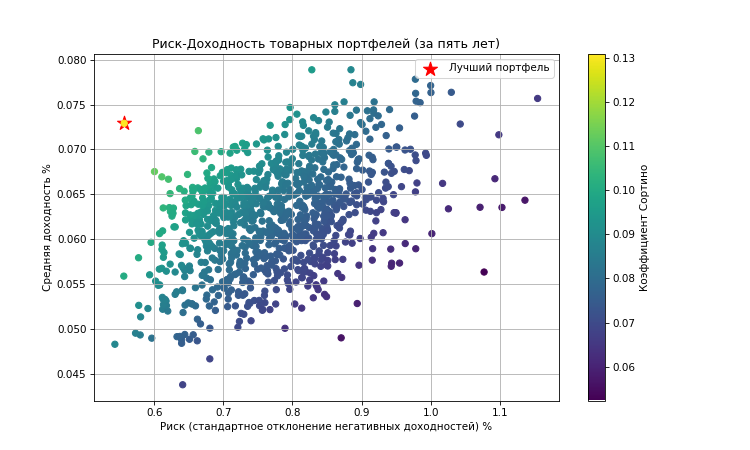 Риск-Доходность товарных портфелей (за пять лет)
Лучший портфель
Средняя доходность %
0.080
0.075
0.070
0.065
0.060
0.055
0.050
0.045
0.6 0.7 0.8 0.9 1.0 1.1
Риск (стандартное отклонение негативных доходностей) %
0.13
0.12
0.11
0.10
0.09
0.08
0.07
0.06
Коэффициент Сортино